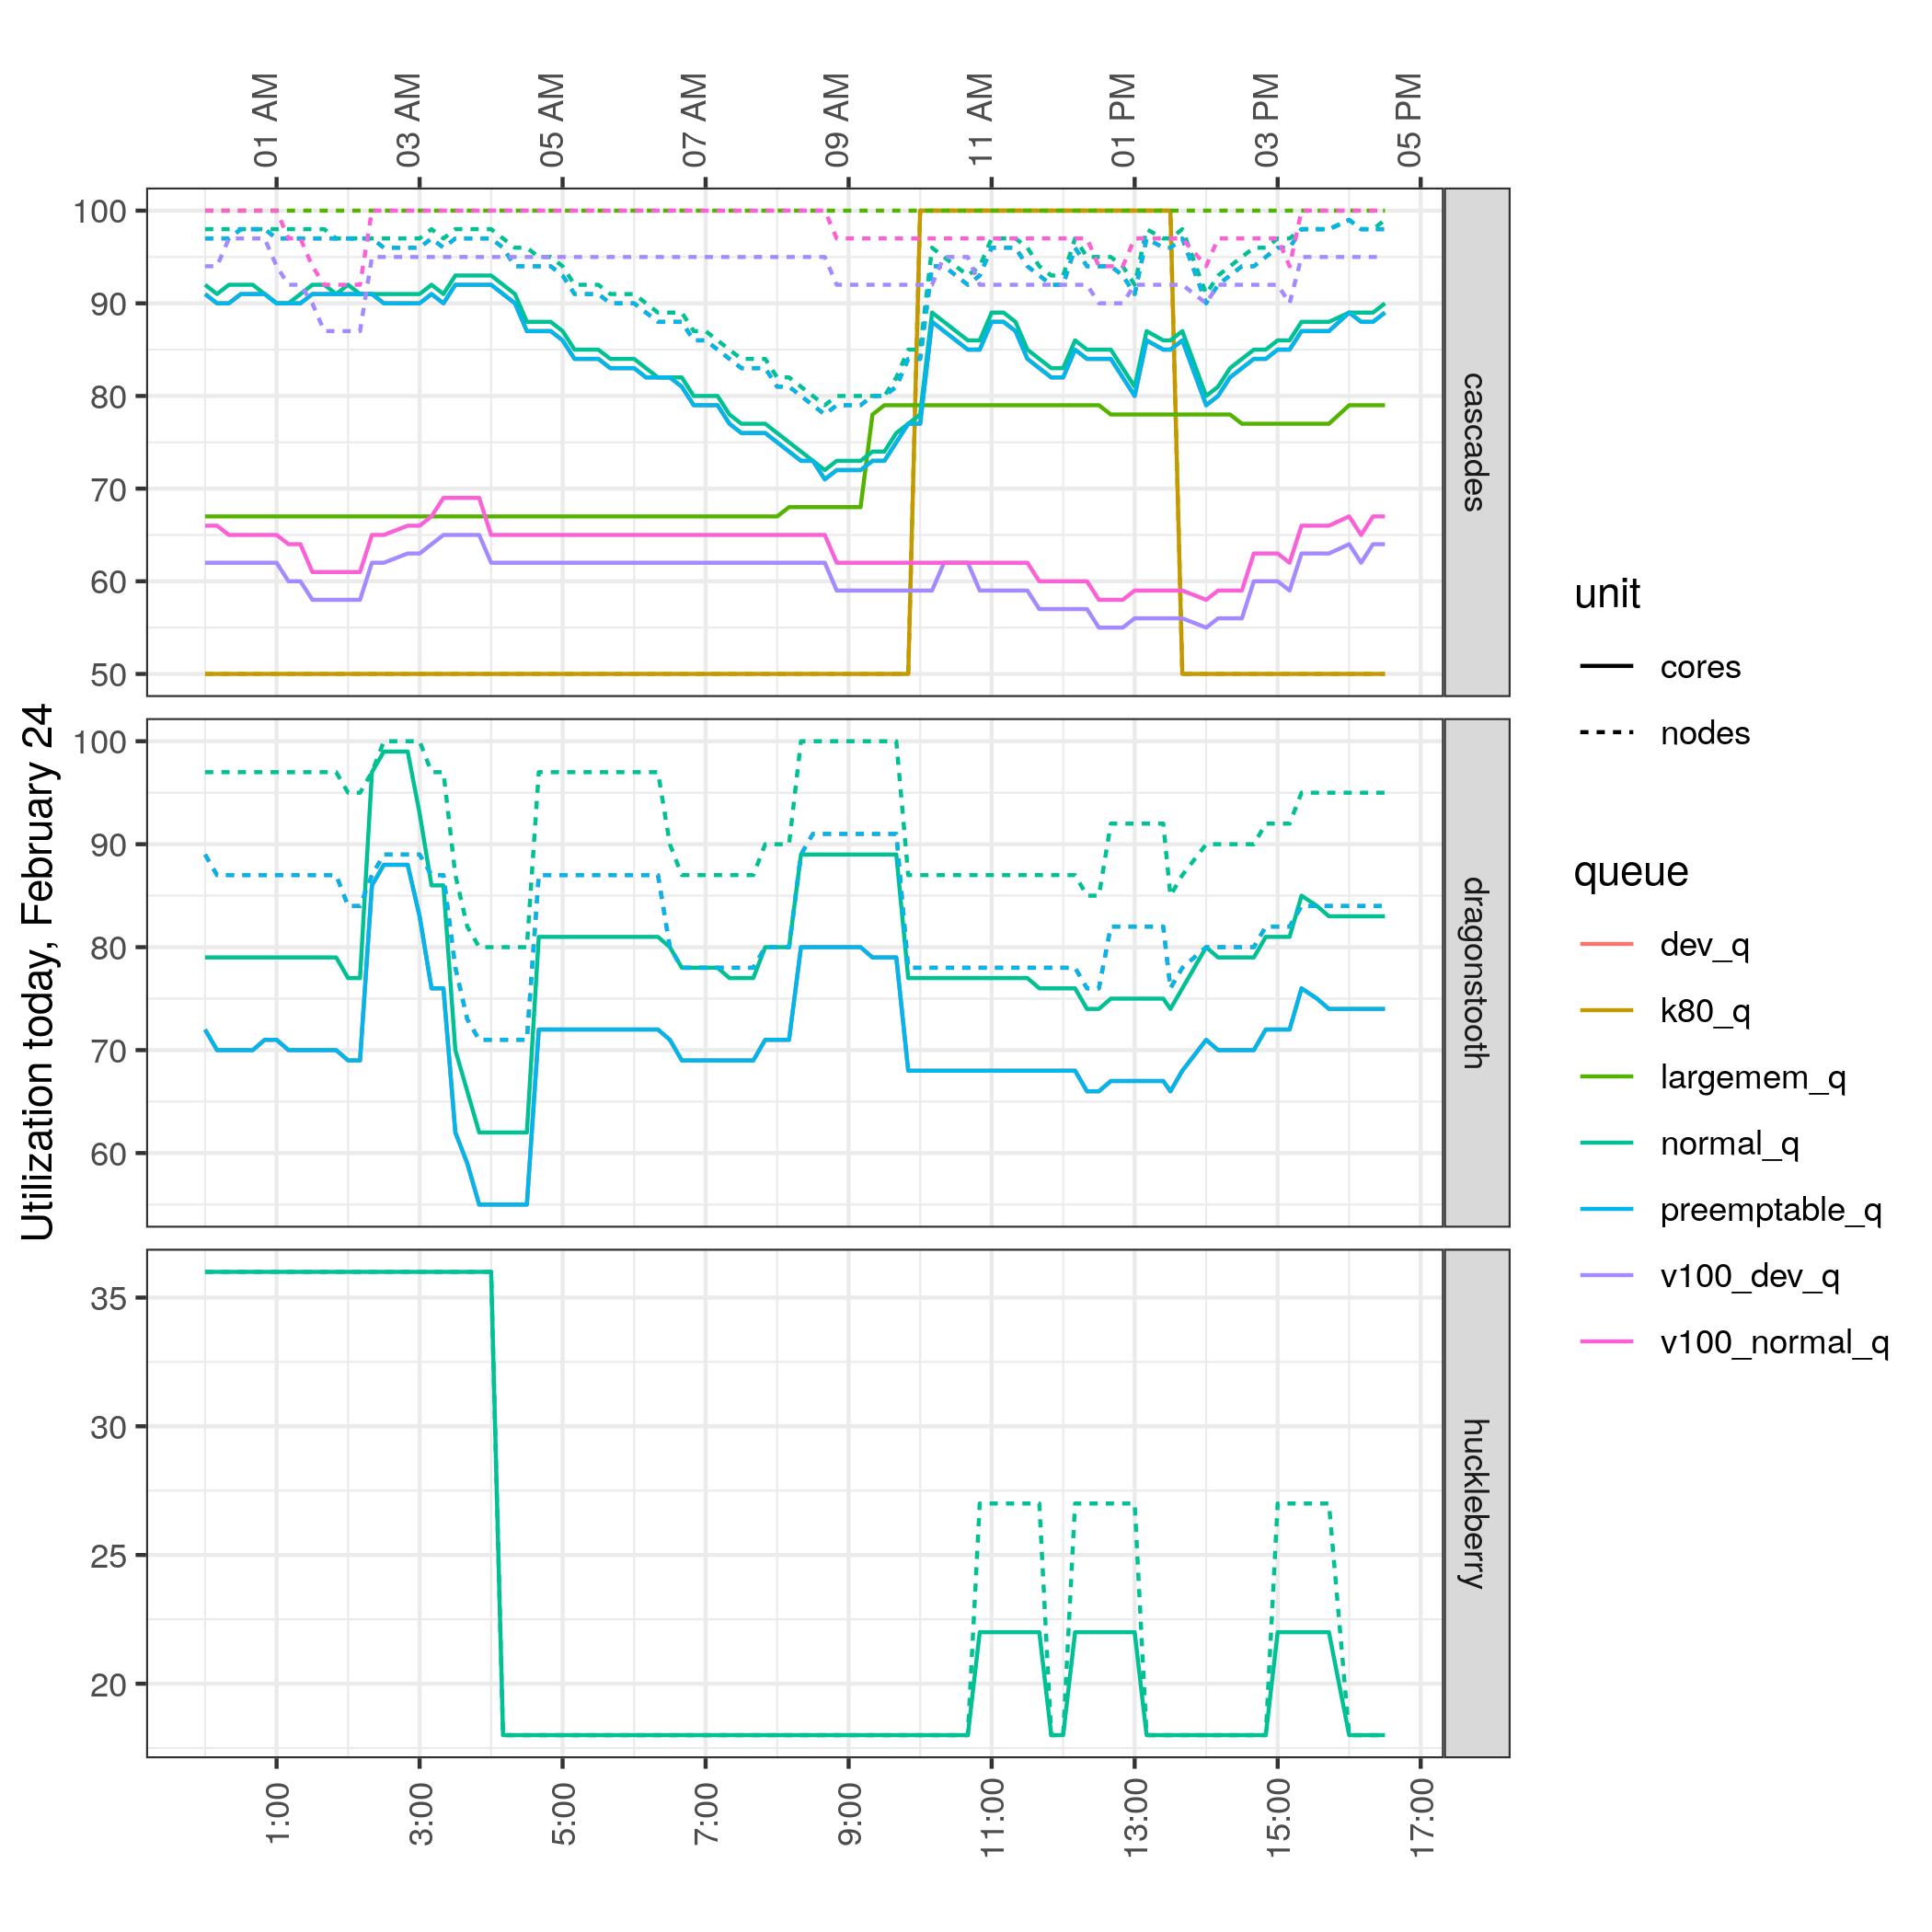 01 AM
03 AM
05 AM
07 AM
09 AM
11 AM
01 PM
03 PM
05 PM
Utilization today, February 24
100
90
80
70
60
50
cascades
100
90
80
70
60
dragonstooth
35
30
25
20
huckleberry
1:00
3:00
5:00
7:00
9:00
11:00
13:00
15:00
17:00
unit
cores
nodes
queue
dev_q
k80_q
largemem_q
normal_q
preemptable_q
v100_dev_q
v100_normal_q